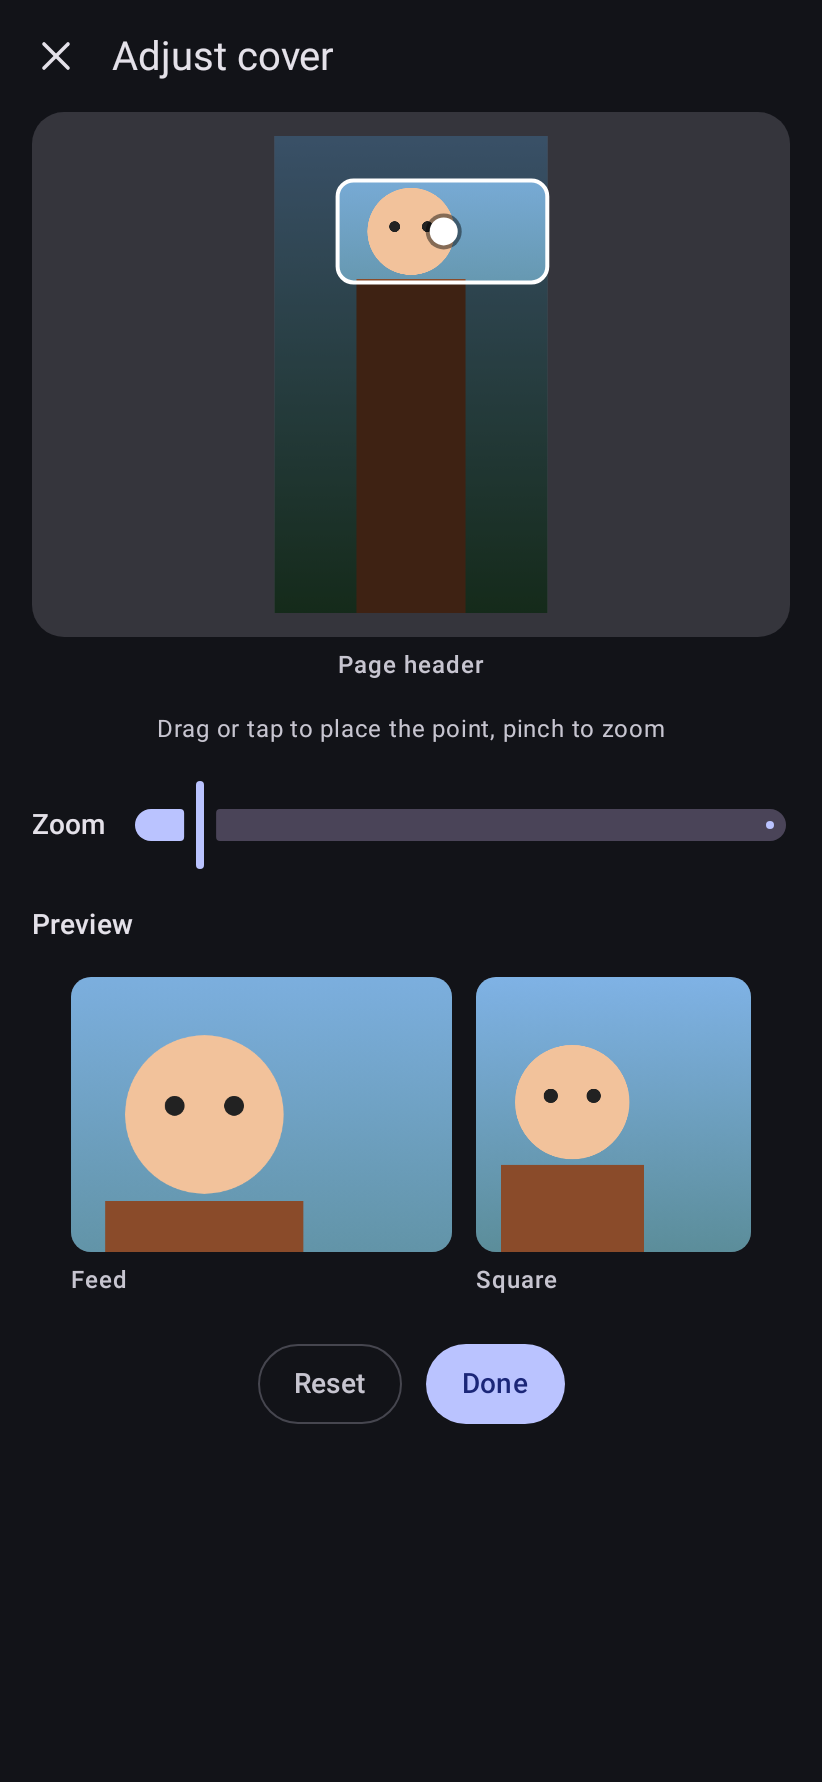 Adjust cover
Page header
Drag or tap to place the point, pinch to zoom
Zoom
Preview
Feed
Square
Reset
Done